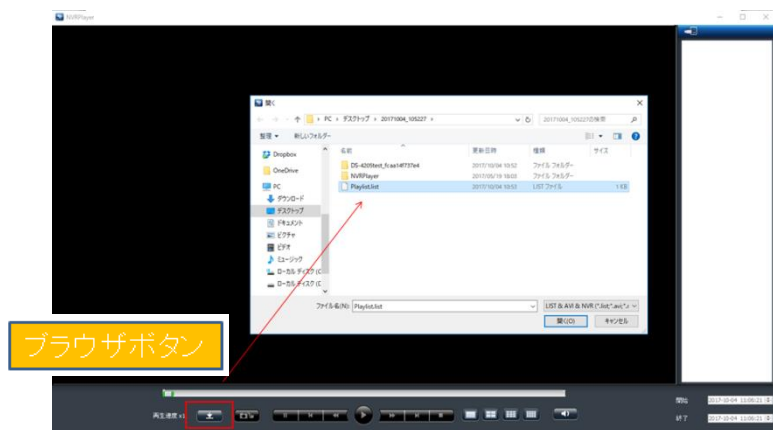 NVRPlayer
開く
PC › デスクトップ › 20171004_105227 ›
20171004_105227の検索
整理 新しいフォルダー
名前 更新日時 種類 サイズ
Dropbox
OneDrive
PC
ダウンロード
デスクトップ
ドキュメント
ピクチャ
ビデオ
ミュージック
ローカル ディスク (C
ローカル ディスク (C
DS-4205test_fcaa14f737e4 2017/10/04 10:52 ファイル フォルダー
NVRPlayer 2017/05/19 18:03 ファイル フォルダー
Playlist.list 2017/10/04 10:53 LIST ファイル 1 KB
ファイル名(N): Playlist.list
LIST & AVI & NVR (*.list;*.avi;*.r
開く(O) キャンセル
ブラウザボタン
再生速度
開始 2017-10-04 11:06:21
終了 2017-10-04 11:06:21